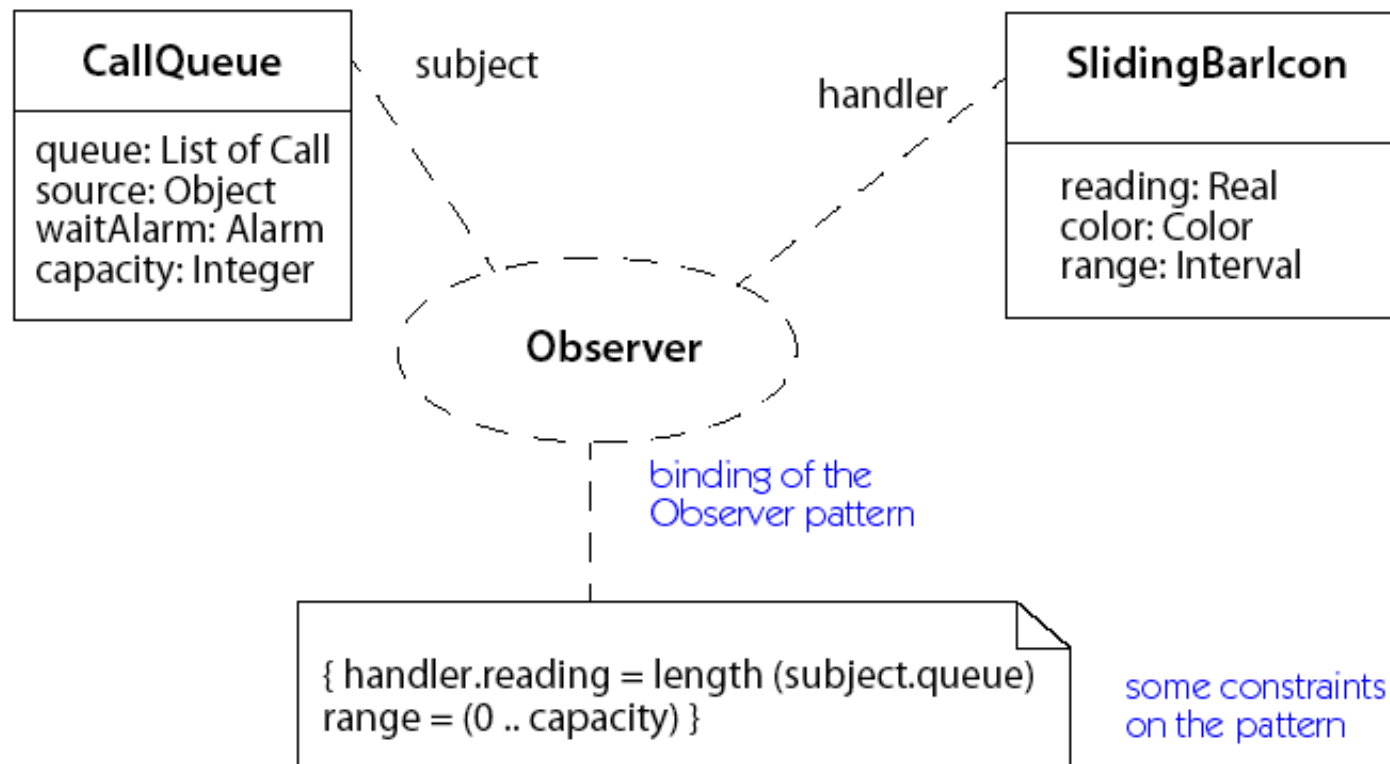 CallQueue
queue: List of Call
source: Object
waitAlarm: Alarm
capacity: Integer
subject
handler
SlidingBarIcon
reading: Real
color: Color
range: Interval
Observer
binding of the
Observer pattern
{ handler.reading = length (subject.queue)
range = (0 .. capacity) }
some constraints
on the pattern